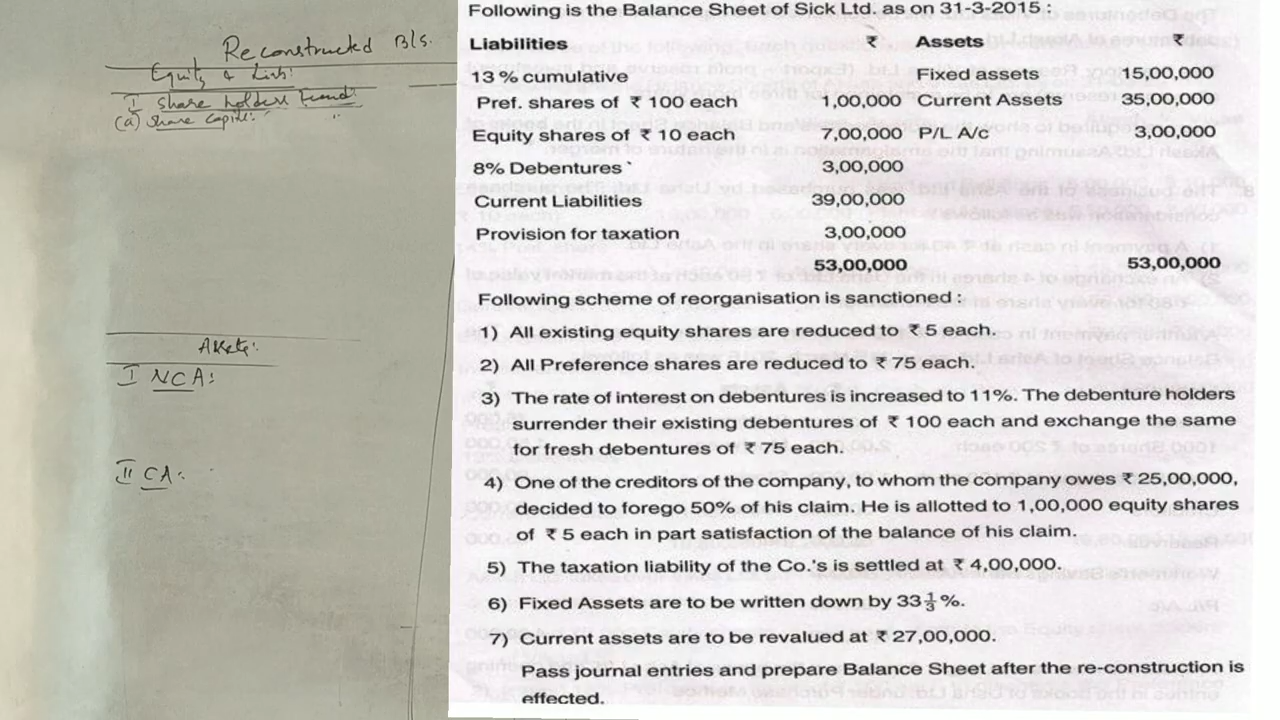 Reconstructed B/s.
Equity & Liab:
I Share holders Fund:
(a) Share Capital:
Assets:
I NCA:
II CA:
Following is the Balance Sheet of Sick Ltd. as on 31-3-2015 :
Liabilities ₹ Assets ₹
13 % cumulative Fixed assets 15,00,000
Pref. shares of ₹ 100 each 1,00,000 Current Assets 35,00,000
Equity shares of ₹ 10 each 7,00,000 P/L A/c 3,00,000
8% Debentures 3,00,000
Current Liabilities 39,00,000
Provision for taxation 3,00,000
53,00,000 53,00,000
Following scheme of reorganisation is sanctioned :
1) All existing equity shares are reduced to ₹ 5 each.
2) All Preference shares are reduced to ₹ 75 each.
3) The rate of interest on debentures is increased to 11%. The debenture holders
surrender their existing debentures of ₹ 100 each and exchange the same
for fresh debentures of ₹ 75 each.
4) One of the creditors of the company, to whom the company owes ₹ 25,00,000,
decided to forego 50% of his claim. He is allotted to 1,00,000 equity shares
of ₹ 5 each in part satisfaction of the balance of his claim.
5) The taxation liability of the Co.'s is settled at ₹ 4,00,000.
6) Fixed Assets are to be written down by 33 1/3 %.
7) Current assets are to be revalued at ₹ 27,00,000.
Pass journal entries and prepare Balance Sheet after the re-construction is
effected.